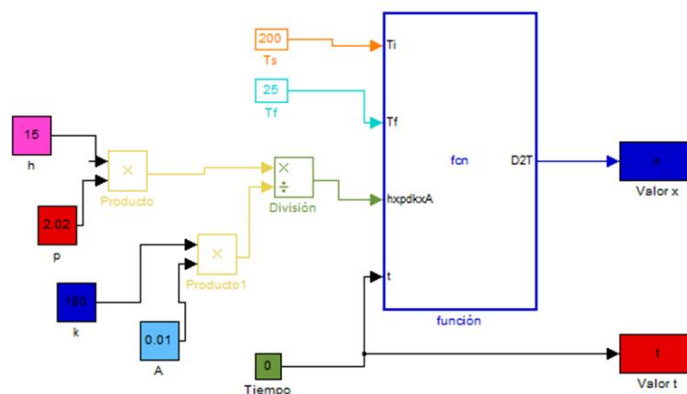 200
Ts
Ti
25
Tf
Tf
15
h
×
Producto
×
÷
División
fcn
D2T
x
Valor x
hxpdkxA
2.02
p
×
Producto1
180
k
t
0.01
A
función
0
Tiempo
t
Valor t